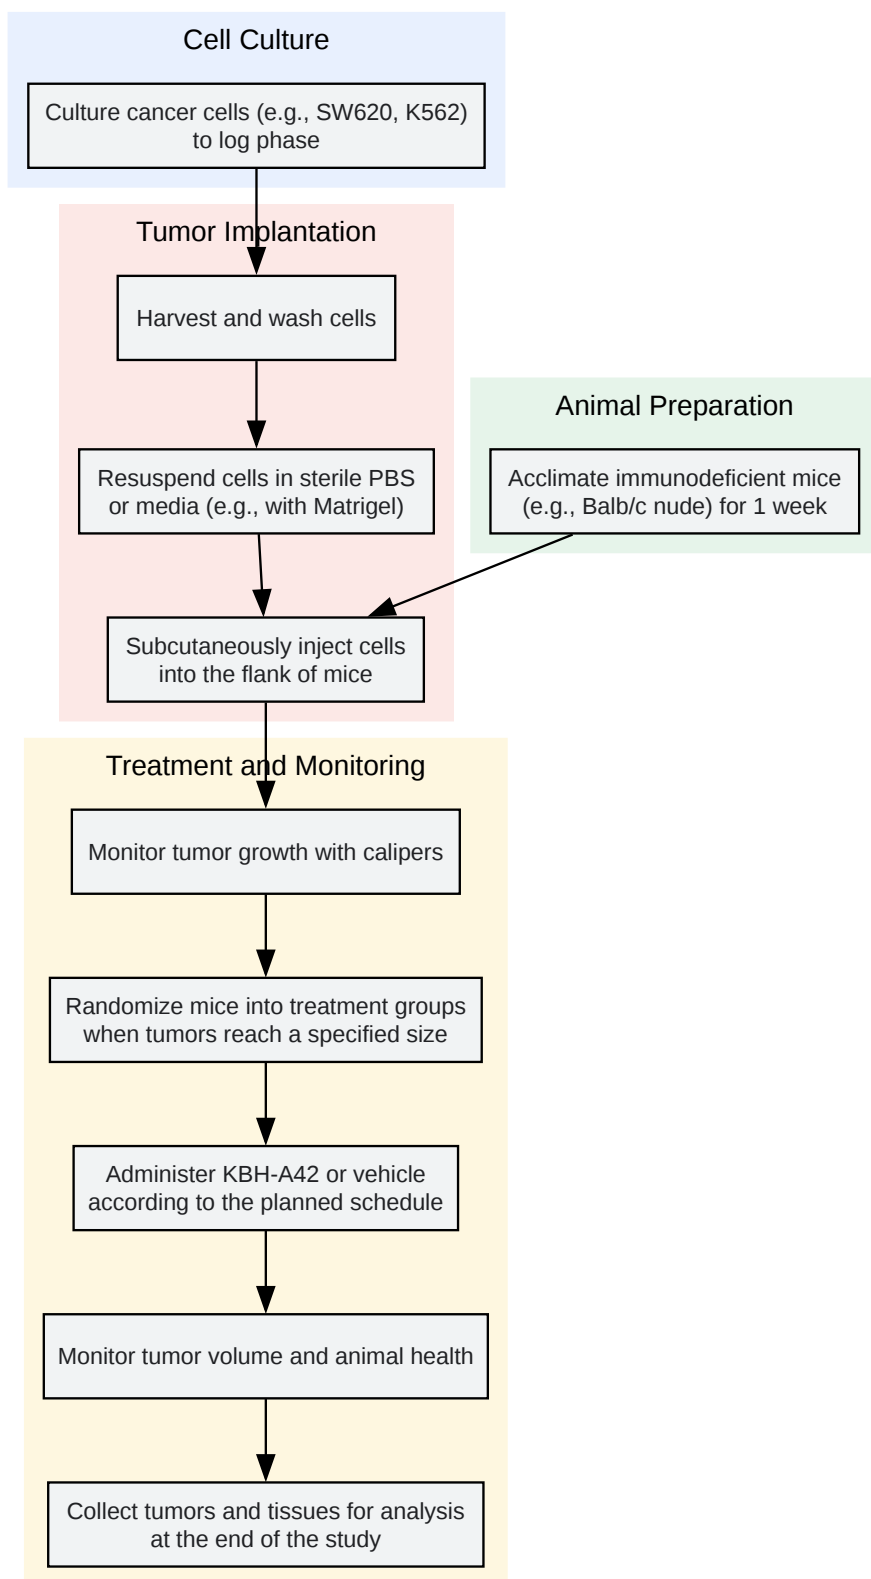 Cell Culture
Culture cancer cells (e.g., SW620, K562)
to log phase
Tumor Implantation
Harvest and wash cells
Resuspend cells in sterile PBS
or media (e.g., with Matrigel)
Animal Preparation
Acclimate immunodeficient mice
(e.g., Balb/c nude) for 1 week
Subcutaneously inject cells
into the flank of mice
Treatment and Monitoring
Monitor tumor growth with calipers
Randomize mice into treatment groups
when tumors reach a specified size
Administer KBH-A42 or vehicle
according to the planned schedule
Monitor tumor volume and animal health
Collect tumors and tissues for analysis
at the end of the study